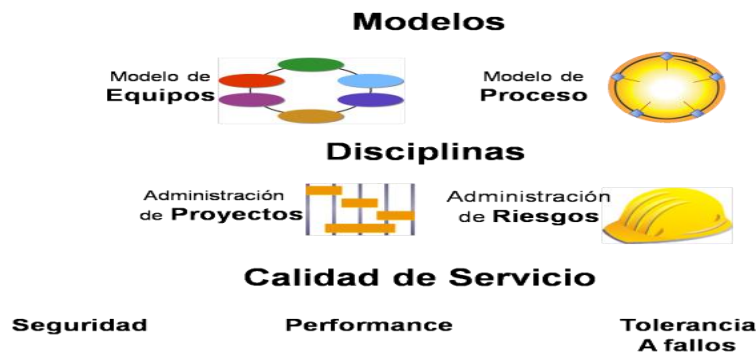 Modelos
Modelo de
Equipos
Modelo de
Proceso
Disciplinas
Administración
de Proyectos
Administración
de Riesgos
Calidad de Servicio
Seguridad
Performance
Tolerancia
A fallos